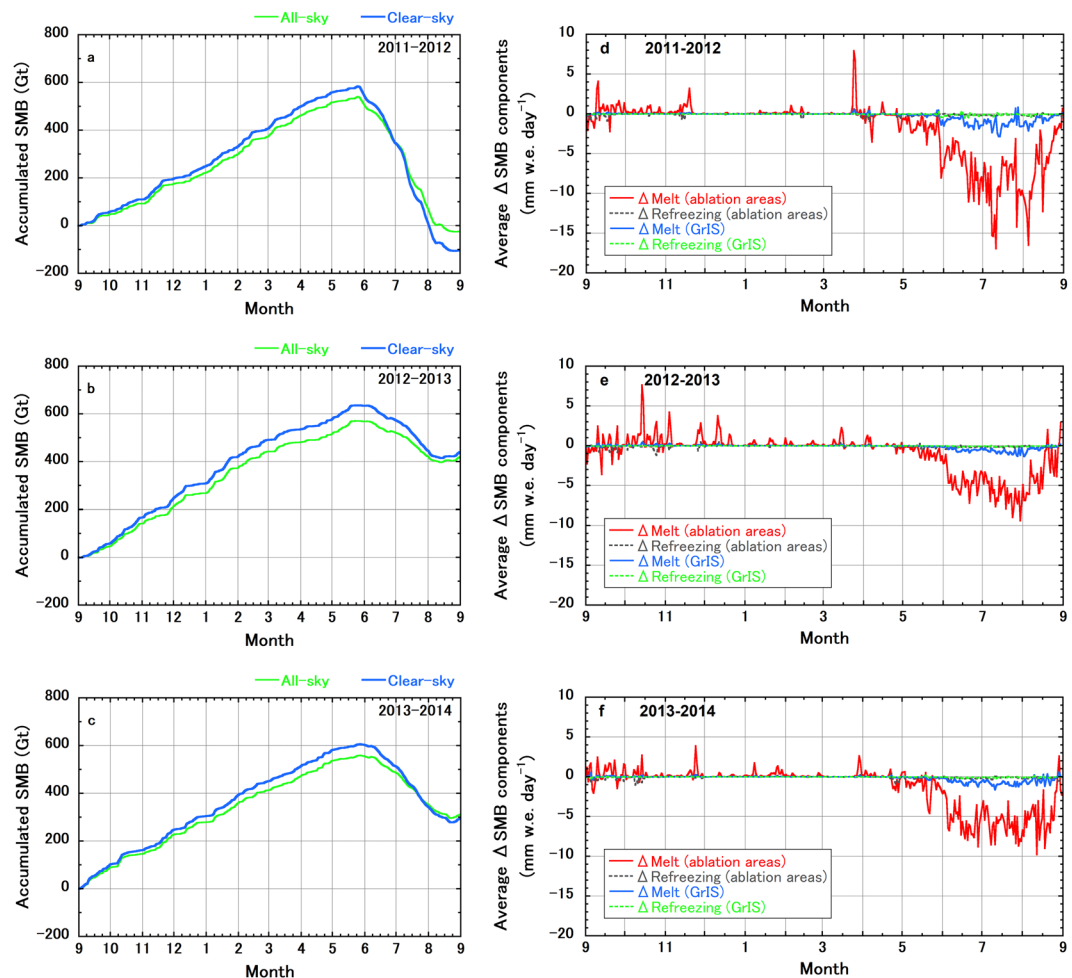 All-sky Clear-sky
a
2011-2012
Accumulated SMB (Gt)
800
600
400
200
0
-200
9 10 11 12 1 2 3 4 5 6 7 8 9
Month
d 2011-2012
Average Δ SMB components
(mm w.e. day⁻¹)
10
5
0
-5
-10
-15
-20
Δ Melt (ablation areas)
Δ Refreezing (ablation areas)
Δ Melt (GrIS)
Δ Refreezing (GrIS)
9 11 1 3 5 7 9
Month
All-sky Clear-sky
b
2012-2013
Accumulated SMB (Gt)
800
600
400
200
0
-200
9 10 11 12 1 2 3 4 5 6 7 8 9
Month
e 2012-2013
Average Δ SMB components
(mm w.e. day⁻¹)
10
5
0
-5
-10
-15
-20
Δ Melt (ablation areas)
Δ Refreezing (ablation areas)
Δ Melt (GrIS)
Δ Refreezing (GrIS)
9 11 1 3 5 7 9
Month
All-sky Clear-sky
c
2013-2014
Accumulated SMB (Gt)
800
600
400
200
0
-200
9 10 11 12 1 2 3 4 5 6 7 8 9
Month
f 2013-2014
Average Δ SMB components
(mm w.e. day⁻¹)
10
5
0
-5
-10
-15
-20
Δ Melt (ablation areas)
Δ Refreezing (ablation areas)
Δ Melt (GrIS)
Δ Refreezing (GrIS)
9 11 1 3 5 7 9
Month